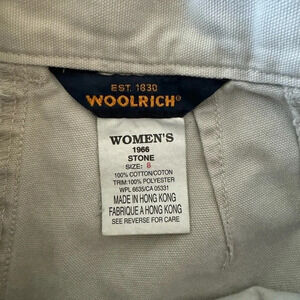 EST. 1830
WOOLRICH®
WOMEN'S
1966
STONE
SIZE: 8
100% COTTON/COTON
TRIM:100% POLYESTER
WPL 6635/CA 05331
MADE IN HONG KONG
FABRIQUE A HONG KONG
SEE REVERSE FOR CARE